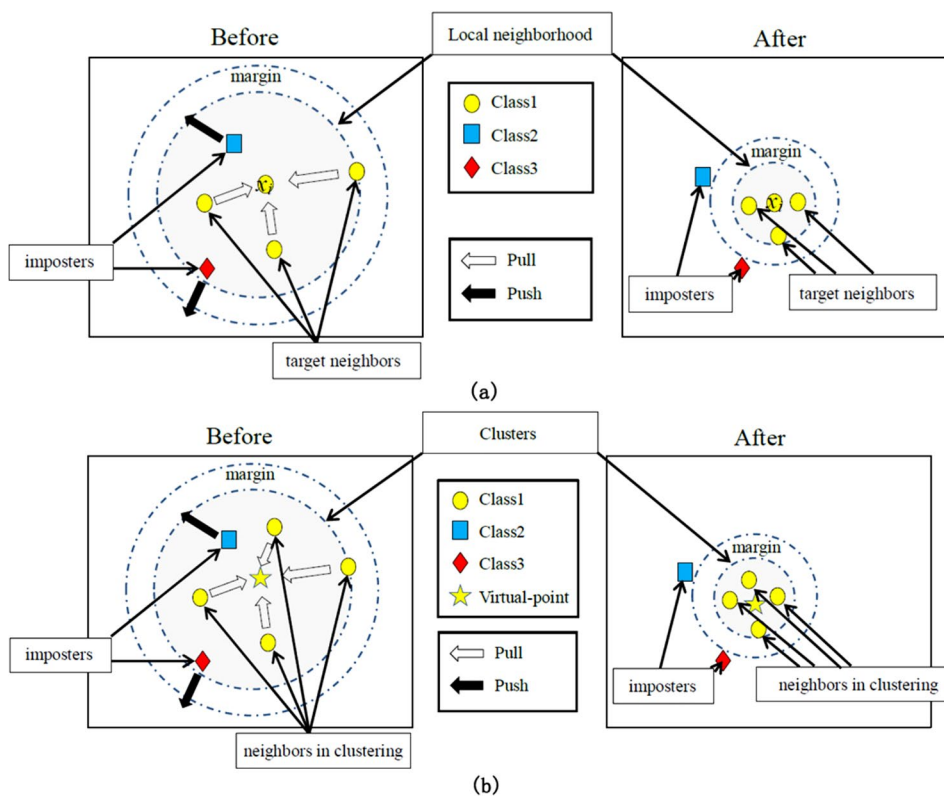 Before
Local neighborhood
After
margin
Class1
Class2
Class3
margin
x_i
x_i
imposters
Pull
Push
imposters
target neighbors
target neighbors
(a)
Before
Clusters
After
margin
Class1
Class2
Class3
Virtual-point
margin
imposters
Pull
Push
imposters
neighbors in clustering
neighbors in clustering
(b)